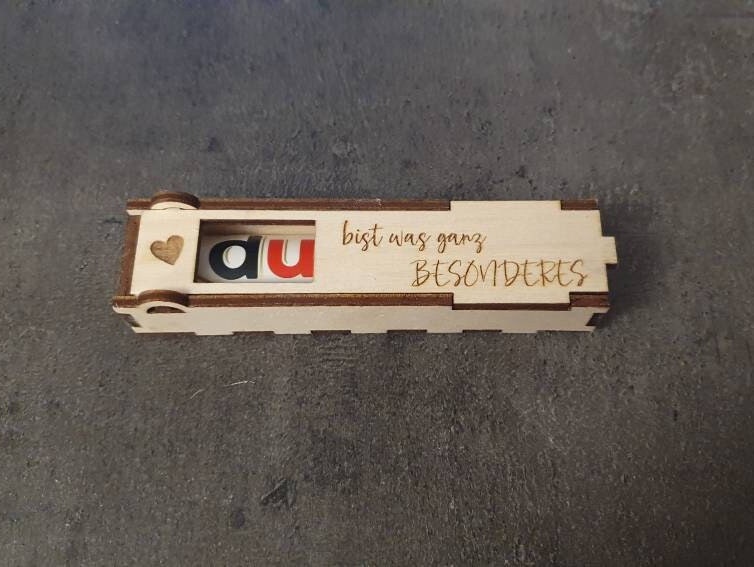 du
bist was ganz
BESONDERES